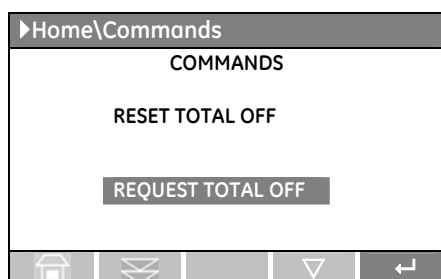 Home\Commands
COMMANDS
RESET TOTAL OFF
REQUEST TOTAL OFF